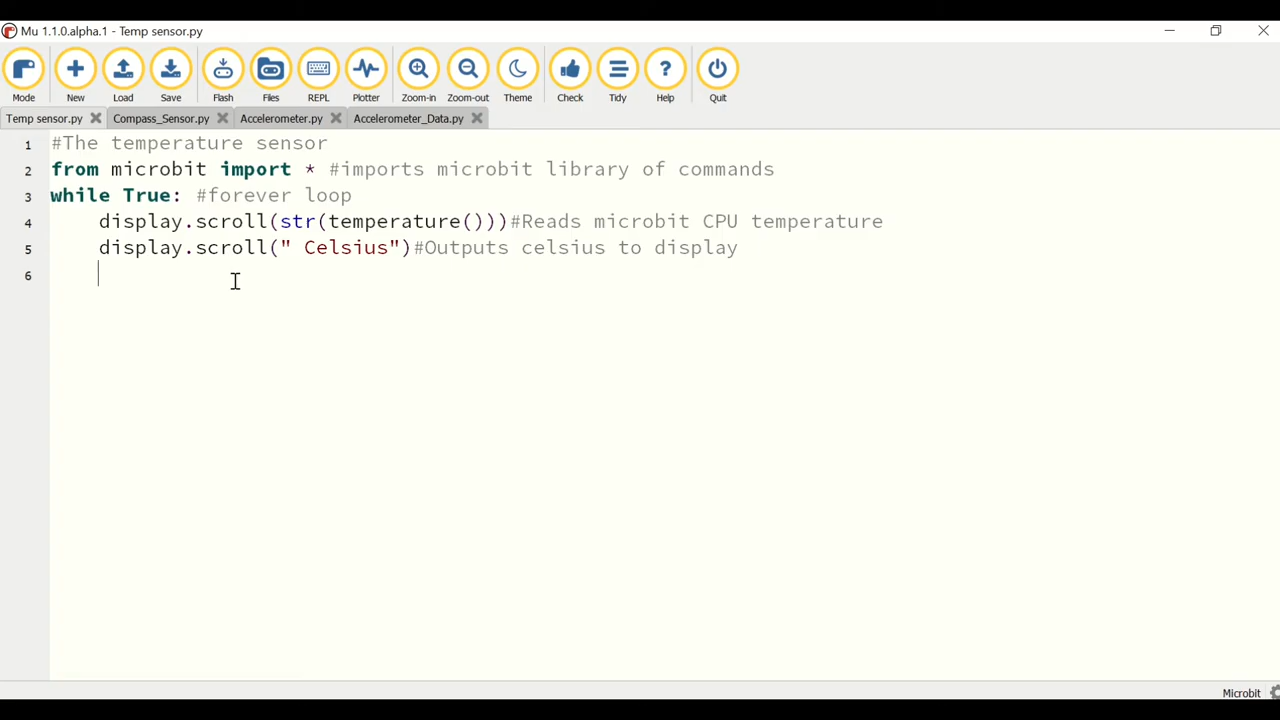 Mu 1.1.0.alpha.1 - Temp sensor.py
Mode New Load Save Flash Files REPL Plotter Zoom-in Zoom-out Theme Check Tidy Help Quit
Temp sensor.py Compass_Sensor.py Accelerometer.py Accelerometer_Data.py
1 #The temperature sensor
2 from microbit import * #imports microbit library of commands
3 while True: #forever loop
4     display.scroll(str(temperature()))#Reads microbit CPU temperature
5     display.scroll(" Celsius")#Outputs celsius to display
6
Microbit